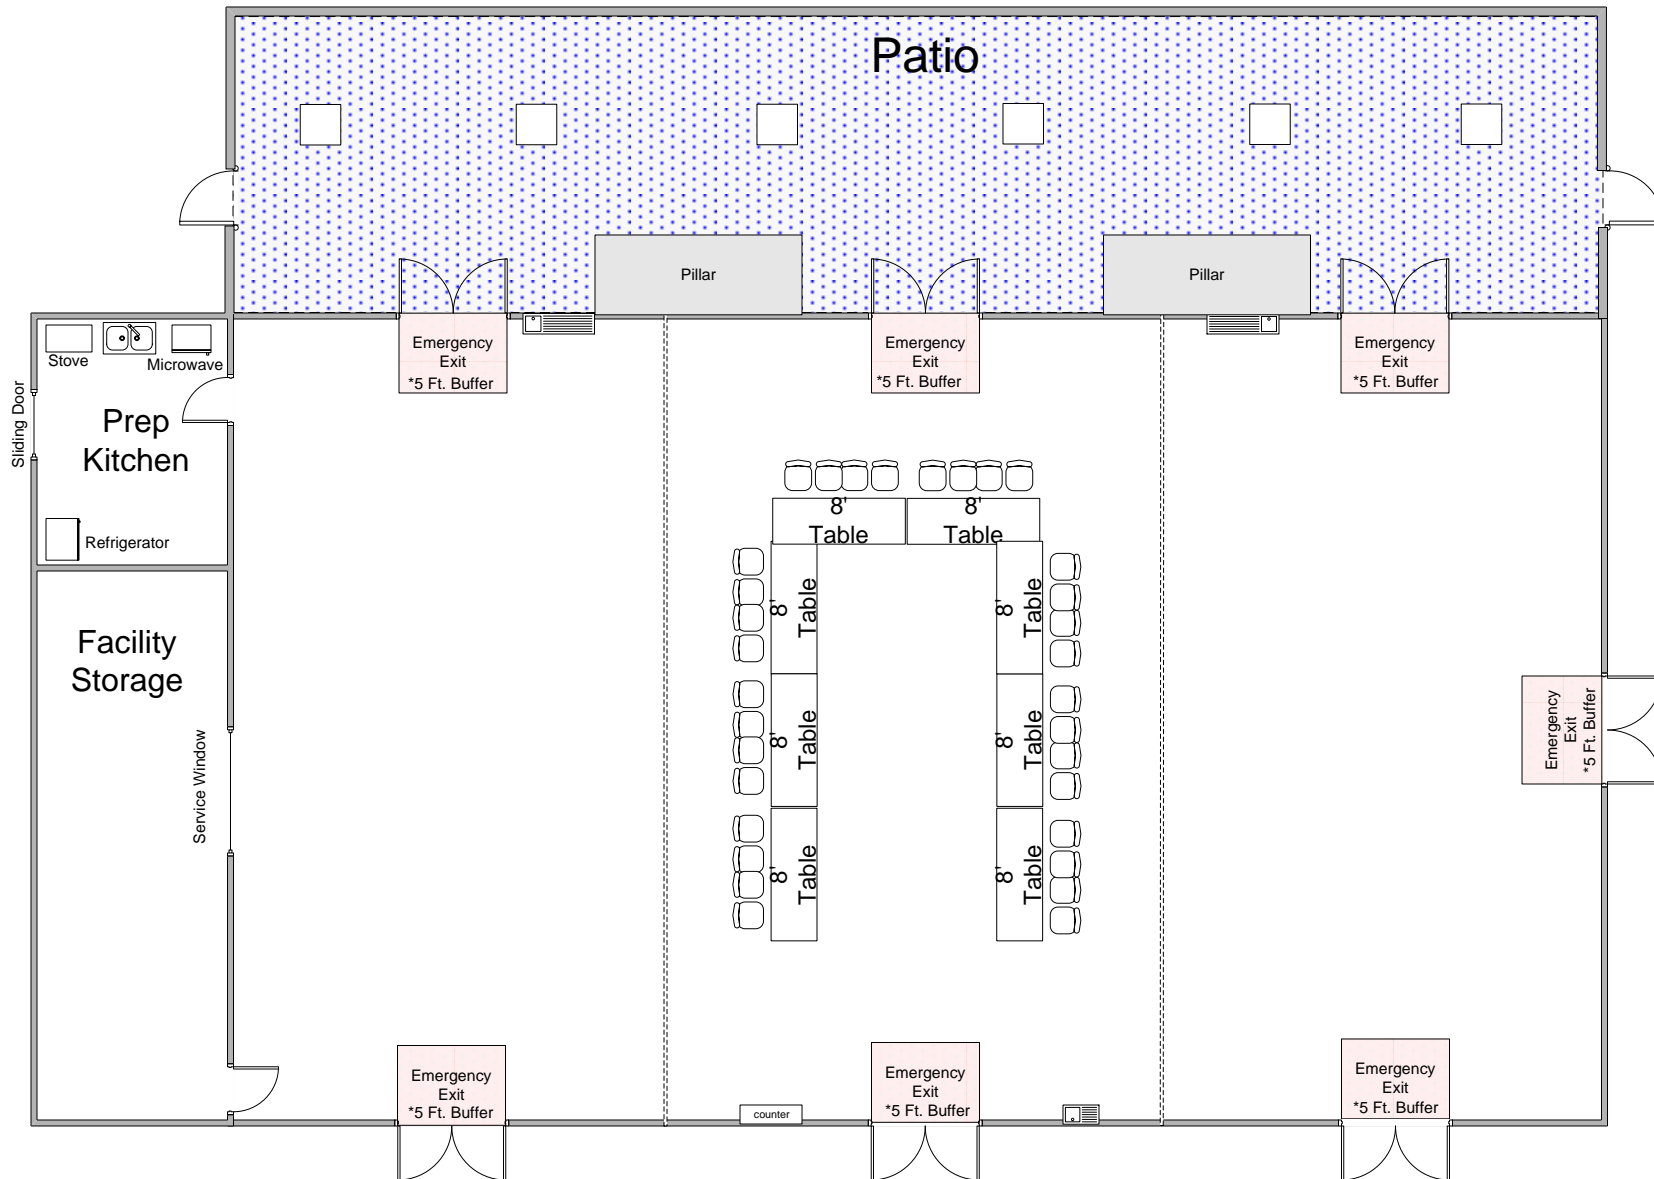 Patio
Pillar
Pillar
Emergency
Exit
*5 Ft. Buffer
Emergency
Exit
*5 Ft. Buffer
Emergency
Exit
*5 Ft. Buffer
Stove
Microwave
Sliding Door
Prep
Kitchen
Refrigerator
8'
Table
8'
Table
8'
Table
8'
Table
Facility
Storage
Service Window
8'
Table
8'
Table
Emergency
Exit
*5 Ft. Buffer
8'
Table
8'
Table
Emergency
Exit
*5 Ft. Buffer
counter
Emergency
Exit
*5 Ft. Buffer
Emergency
Exit
*5 Ft. Buffer